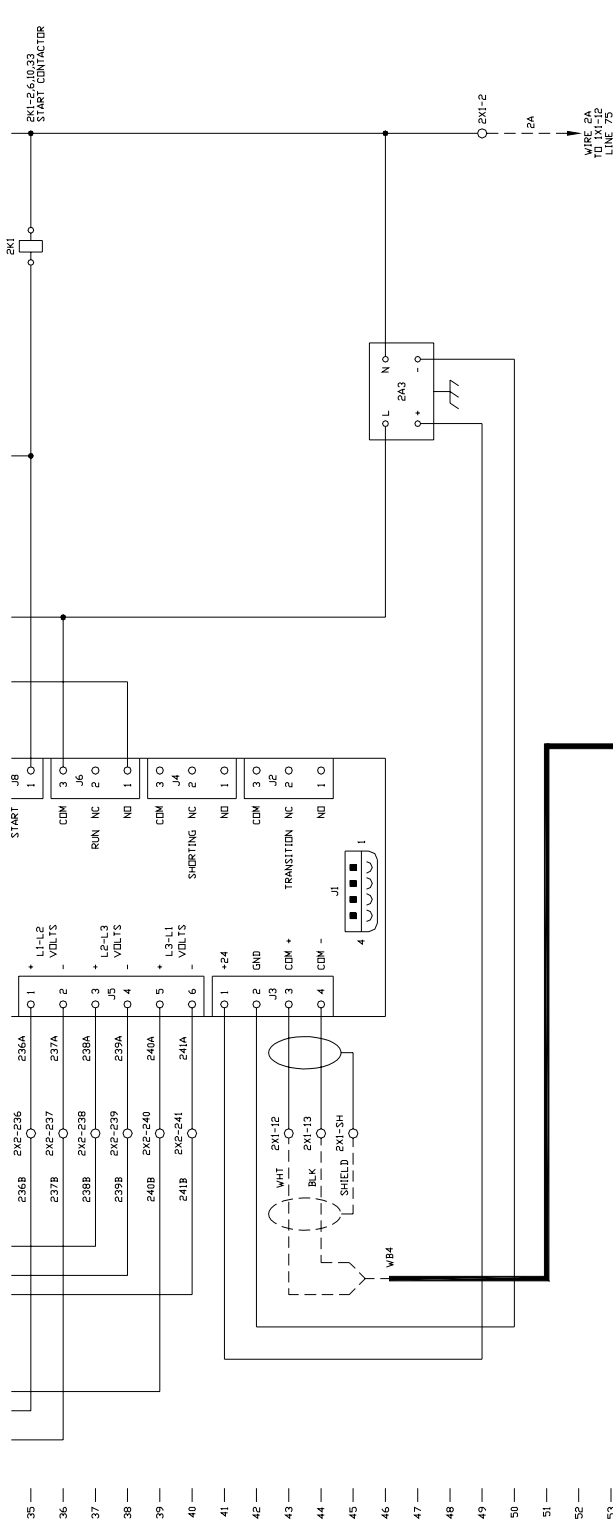 2K1-2,6,10,33
START CONTACTOR
2X1-2
2A
WIRE 2A
TO 1X1-12
LINE 75
2K1
N
-
2A3
L
+
J8
1
START
3
2
1
J6
COM
RUN NC
NO
3
2
1
J4
COM
SHORTING NC
NO
3
2
1
J2
COM
TRANSITION NC
NO
J1
1
4
+
L1-L2
VOLTS
-
+
L2-L3
VOLTS
-
+
L3-L1
VOLTS
-
+24
GND
COM +
COM -
1
2
3
J5
4
5
6
1
2
J3
3
4
236A
237A
238A
239A
240A
241A
2X2-236
2X2-237
2X2-238
2X2-239
2X2-240
2X2-241
2X1-12
2X1-13
2X1-SH
236B
237B
238B
239B
240B
241B
WHT
BLK
SHIELD
WB4
35
36
37
38
39
40
41
42
43
44
45
46
47
48
49
50
51
52
53